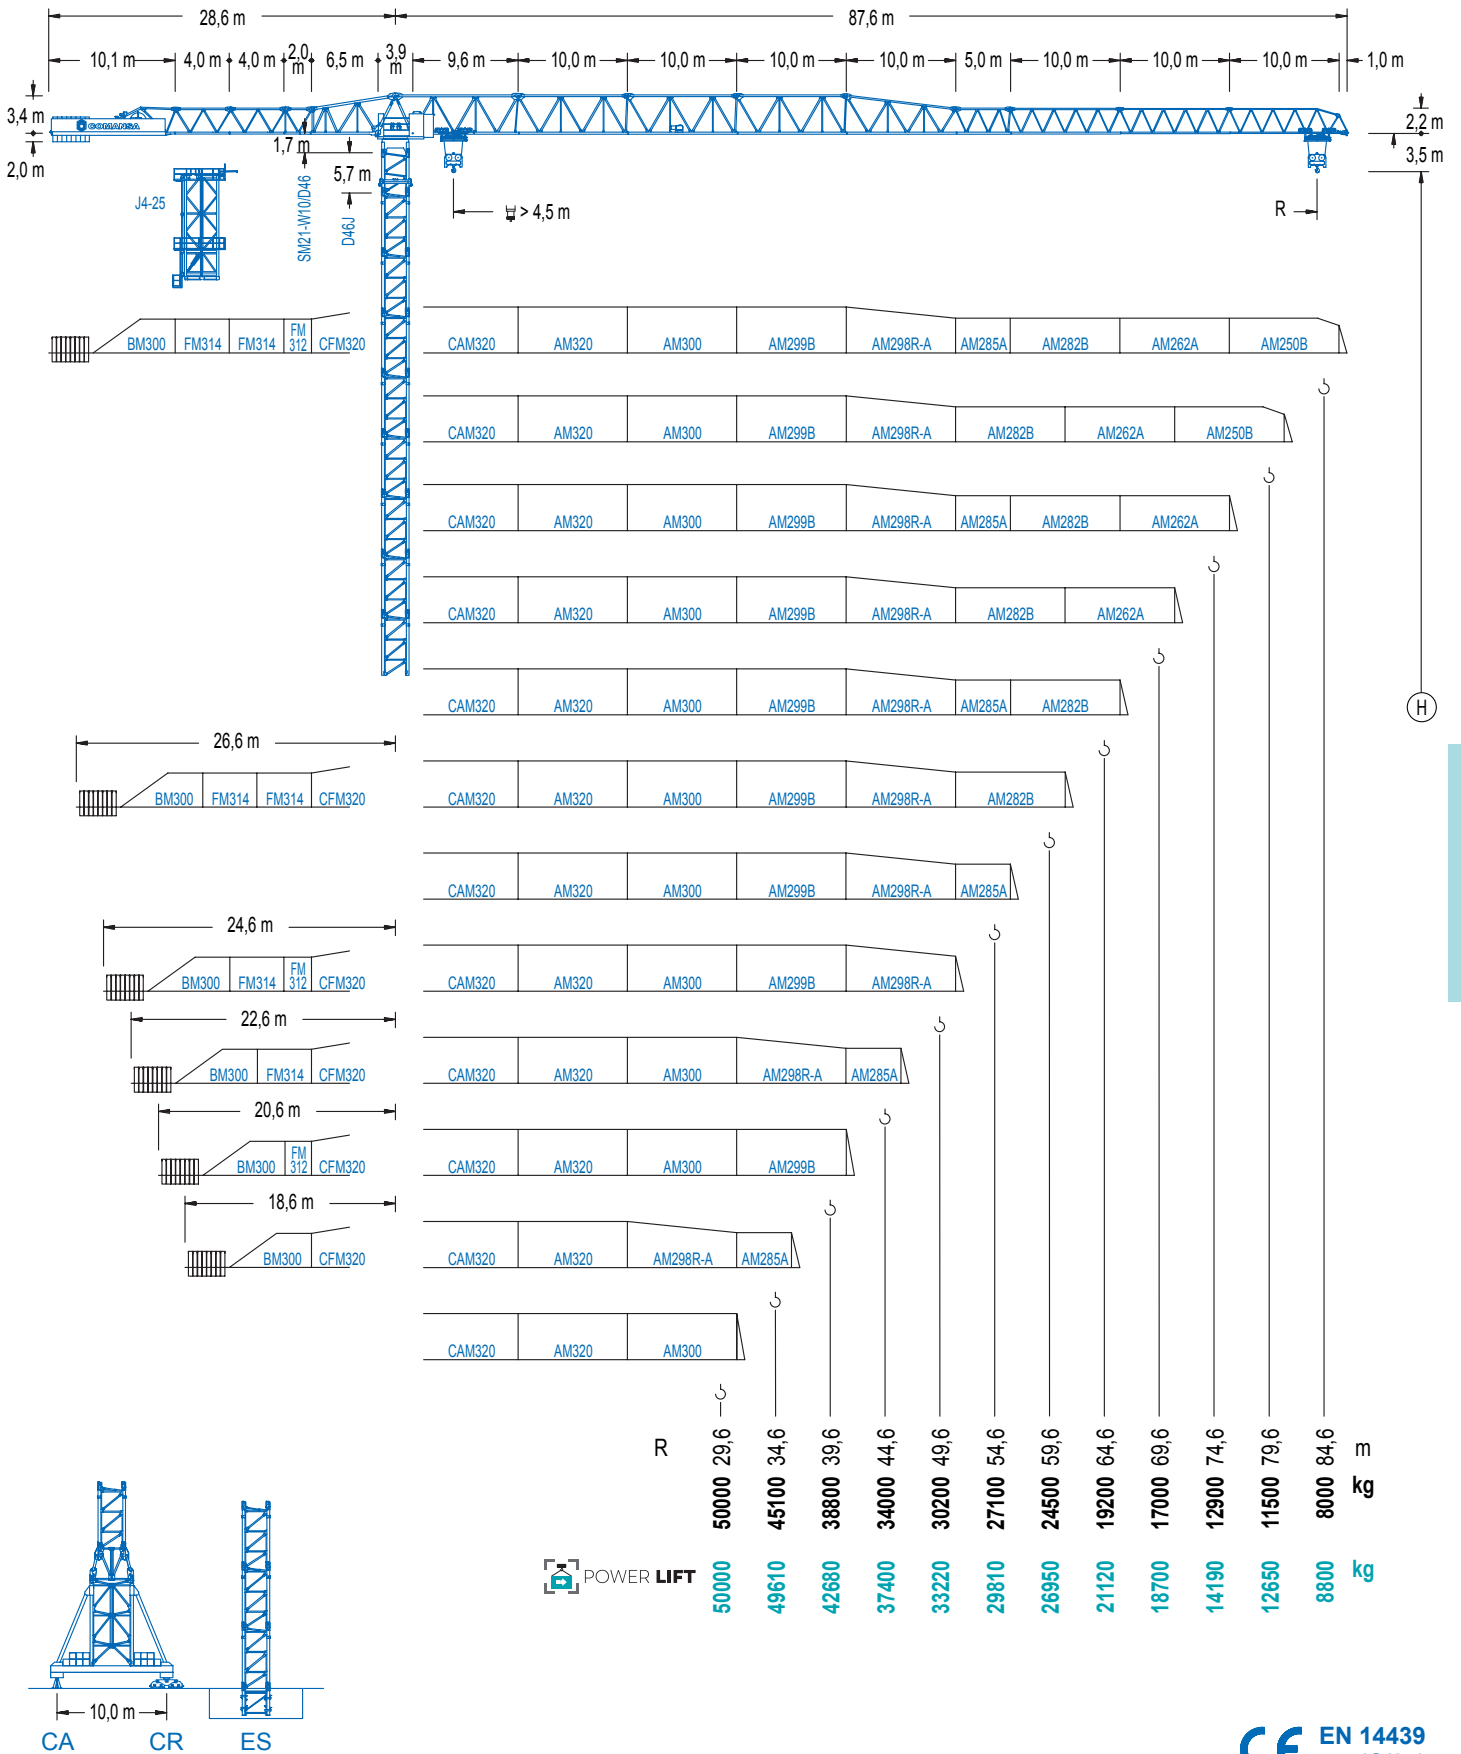 28,6 m
87,6 m
10,1 m
4,0 m
4,0 m
2,0 m
6,5 m
3,9 m
9,6 m
10,0 m
10,0 m
10,0 m
10,0 m
5,0 m
10,0 m
10,0 m
10,0 m
1,0 m
3,4 m
COMANSA
2,0 m
1,7 m
5,7 m
2,2 m
3,5 m
J4-25
SM21-W10/D46
D46J
> 4,5 m
R
BM300 FM314 FM314 FM 312 CFM320 CAM320 AM320 AM300 AM299B AM298R-A AM285A AM282B AM262A AM250B
CAM320 AM320 AM300 AM299B AM298R-A AM282B AM262A AM250B
CAM320 AM320 AM300 AM299B AM298R-A AM285A AM282B AM262A
CAM320 AM320 AM300 AM299B AM298R-A AM282B AM262A
CAM320 AM320 AM300 AM299B AM298R-A AM285A AM282B
H
26,6 m
BM300 FM314 FM314 CFM320 CAM320 AM320 AM300 AM299B AM298R-A AM282B
CAM320 AM320 AM300 AM299B AM298R-A AM285A
24,6 m
BM300 FM314 FM 312 CFM320 CAM320 AM320 AM300 AM299B AM298R-A
22,6 m
BM300 FM314 CFM320 CAM320 AM320 AM300 AM298R-A AM285A
20,6 m
BM300 FM 312 CFM320 CAM320 AM320 AM300 AM299B
18,6 m
BM300 CFM320 CAM320 AM320 AM298R-A AM285A
CAM320 AM320 AM300
R 29,6 34,6 39,6 44,6 49,6 54,6 59,6 64,6 69,6 74,6 79,6 84,6 m
50000 45100 38800 34000 30200 27100 24500 19200 17000 12900 11500 8000 kg
POWER LIFT 50000 49610 42680 37400 33220 29810 26950 21120 18700 14190 12650 8800 kg
10,0 m
CA CR ES
CE EN 14439